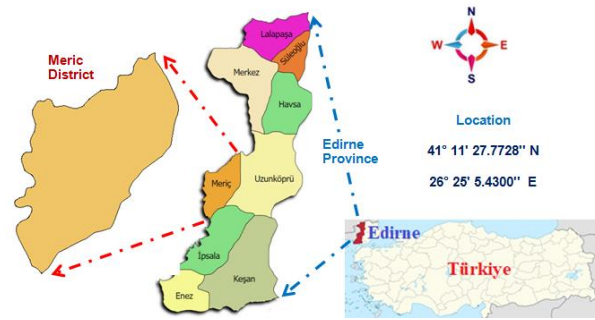 Meric
District
Lalapaşa
Süleoğlu
Merkez
Havsa
Meriç
Uzunköprü
İpsala
Keşan
Enez
Edirne
Province
N
W
E
S
Location
41° 11' 27.7728'' N
26° 25' 5.4300'' E
Edirne
Türkiye